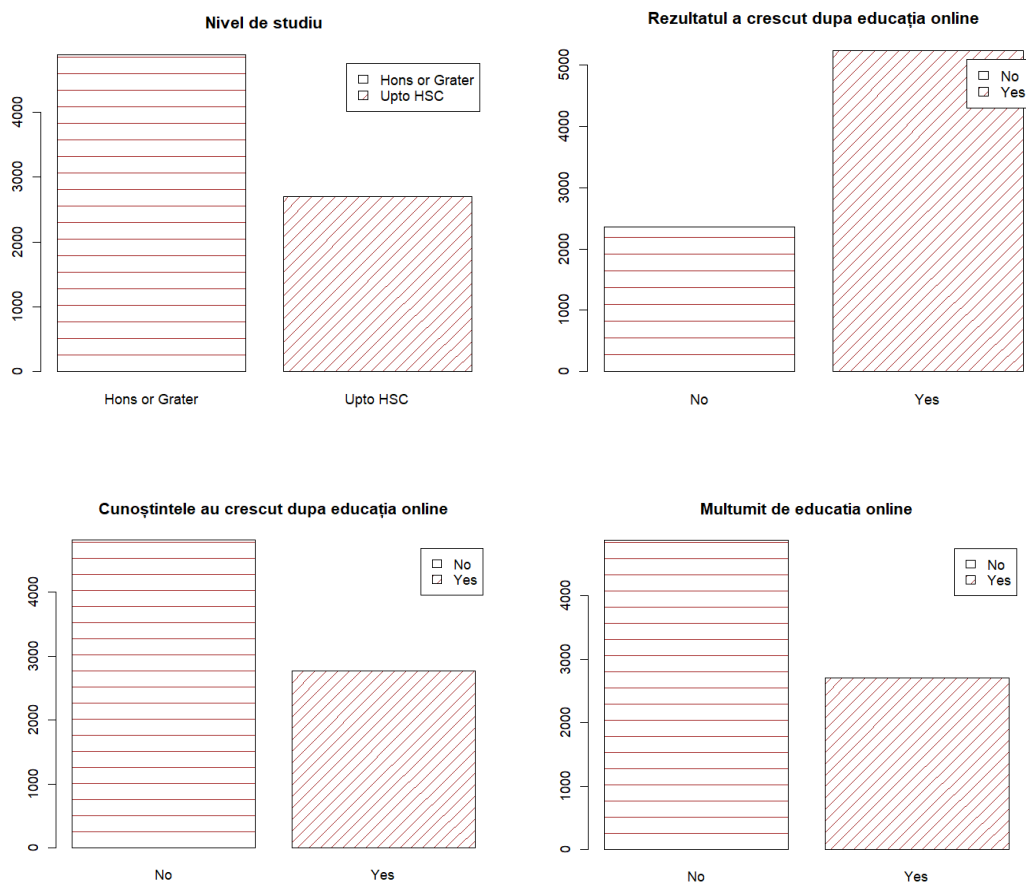 Nivel de studiu
Hons or Grater
Upto HSC
4000
3000
2000
1000
0
Hons or Grater
Upto HSC
Rezultatul a crescut dupa educația online
No
Yes
5000
4000
3000
2000
1000
0
No
Yes
Cunoștintele au crescut dupa educația online
No
Yes
4000
3000
2000
1000
0
No
Yes
Multumit de educatia online
No
Yes
4000
3000
2000
1000
0
No
Yes